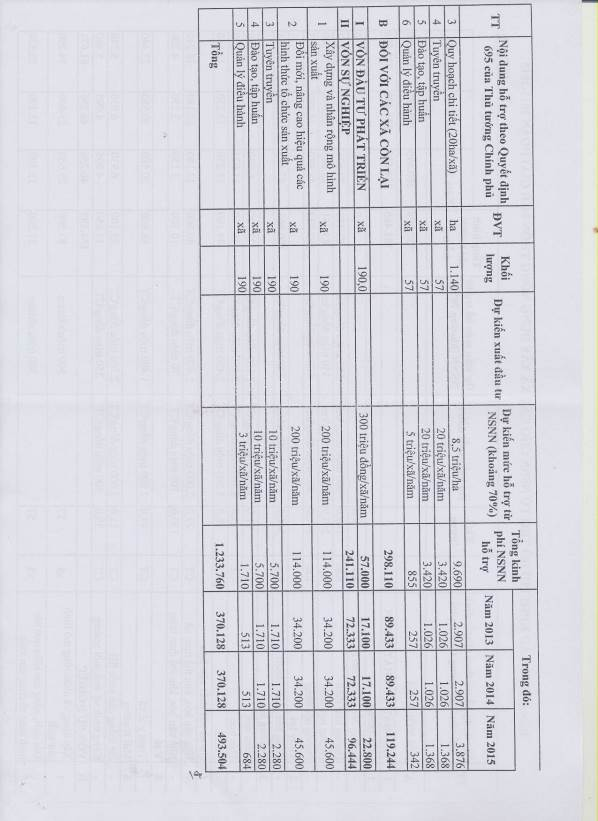 TT Nội dung hỗ trợ theo Quyết định 695 của Thủ tướng Chính phủ ĐVT Khối lượng Dự kiến xuất đầu tư Dự kiến mức hỗ trợ từ NSNN (khoảng 70%) Tổng kinh phí NSNN hỗ trợ Trong đó:
Năm 2013 Năm 2014 Năm 2015
3 Quy hoạch chi tiết (20ha/xã) ha 1.140 8,5 triệu/ha 9.690 2.907 2.907 3.876
4 Tuyên truyền xã 57 20 triệu/xã/năm 3.420 1.026 1.026 1.368
5 Đào tạo, tập huấn xã 57 20 triệu/xã/năm 3.420 1.026 1.026 1.368
6 Quản lý điều hành xã 57 5 triệu/xã/năm 855 257 257 342
B ĐỐI VỚI CÁC XÃ CÒN LẠI 298.110 89.433 89.433 119.244
I VỐN ĐẦU TƯ PHÁT TRIỂN xã 190,0 300 triệu đồng/xã/năm 57.000 17.100 17.100 22.800
II VỐN SỰ NGHIỆP 241.110 72.333 72.333 96.444
1 Xây dựng và nhân rộng mô hình sản xuất xã 190 200 triệu/xã/năm 114.000 34.200 34.200 45.600
2 Đổi mới, nâng cao hiệu quả các hình thức tổ chức sản xuất xã 190 200 triệu/xã/năm 114.000 34.200 34.200 45.600
3 Tuyên truyền xã 190 10 triệu/xã/năm 5.700 1.710 1.710 2.280
4 Đào tạo, tập huấn xã 190 10 triệu/xã/năm 5.700 1.710 1.710 2.280
5 Quản lý điều hành xã 190 3 triệu/xã/năm 1.710 513 513 684
Tổng 1.233.760 370.128 370.128 493.504